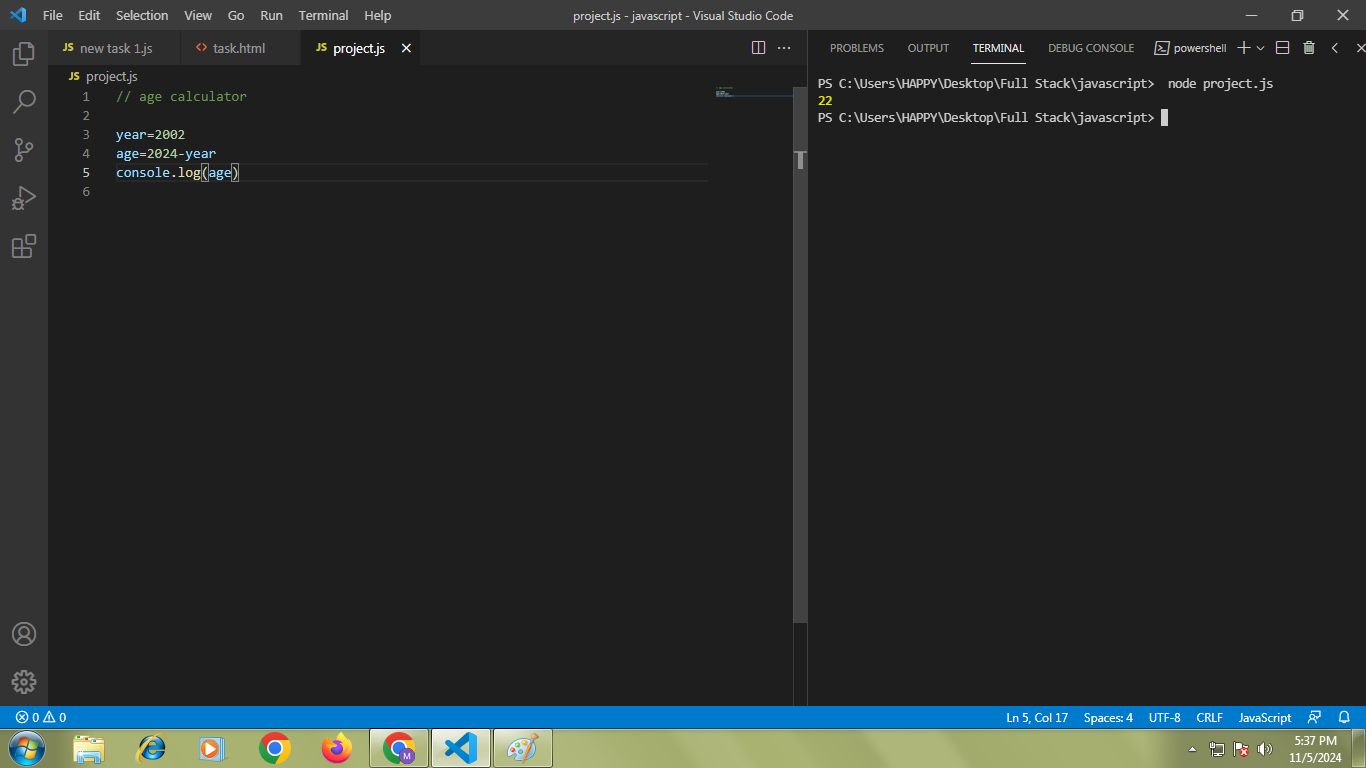 File Edit Selection View Go Run Terminal Help project.js - javascript - Visual Studio Code
JS new task 1.js <> task.html JS project.js
PROBLEMS OUTPUT TERMINAL DEBUG CONSOLE powershell
JS project.js
1 // age calculator
2
3 year=2002
4 age=2024-year
5 console.log(age)
6
PS C:\Users\HAPPY\Desktop\Full Stack\javascript>  node project.js
22
PS C:\Users\HAPPY\Desktop\Full Stack\javascript>
0 0 Ln 5, Col 17 Spaces: 4 UTF-8 CRLF JavaScript
M
5:37 PM
11/5/2024